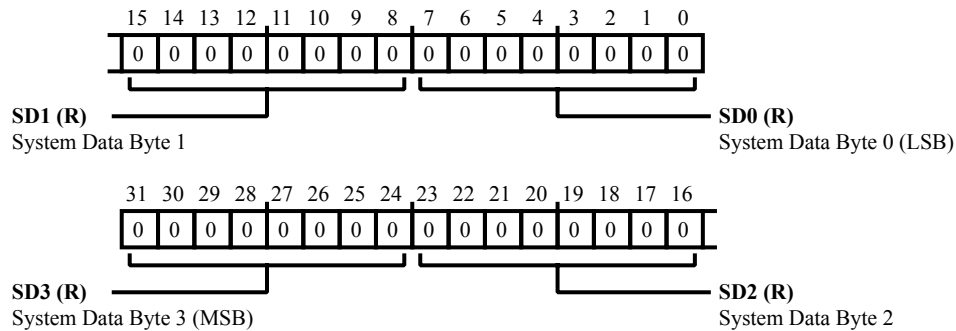 15 14 13 12 11 10 9 8 7 6 5 4 3 2 1 0
0 0 0 0 0 0 0 0 0 0 0 0 0 0 0 0
SD1 (R) SD0 (R)
System Data Byte 1 System Data Byte 0 (LSB)
31 30 29 28 27 26 25 24 23 22 21 20 19 18 17 16
0 0 0 0 0 0 0 0 0 0 0 0 0 0 0 0
SD3 (R) SD2 (R)
System Data Byte 3 (MSB) System Data Byte 2